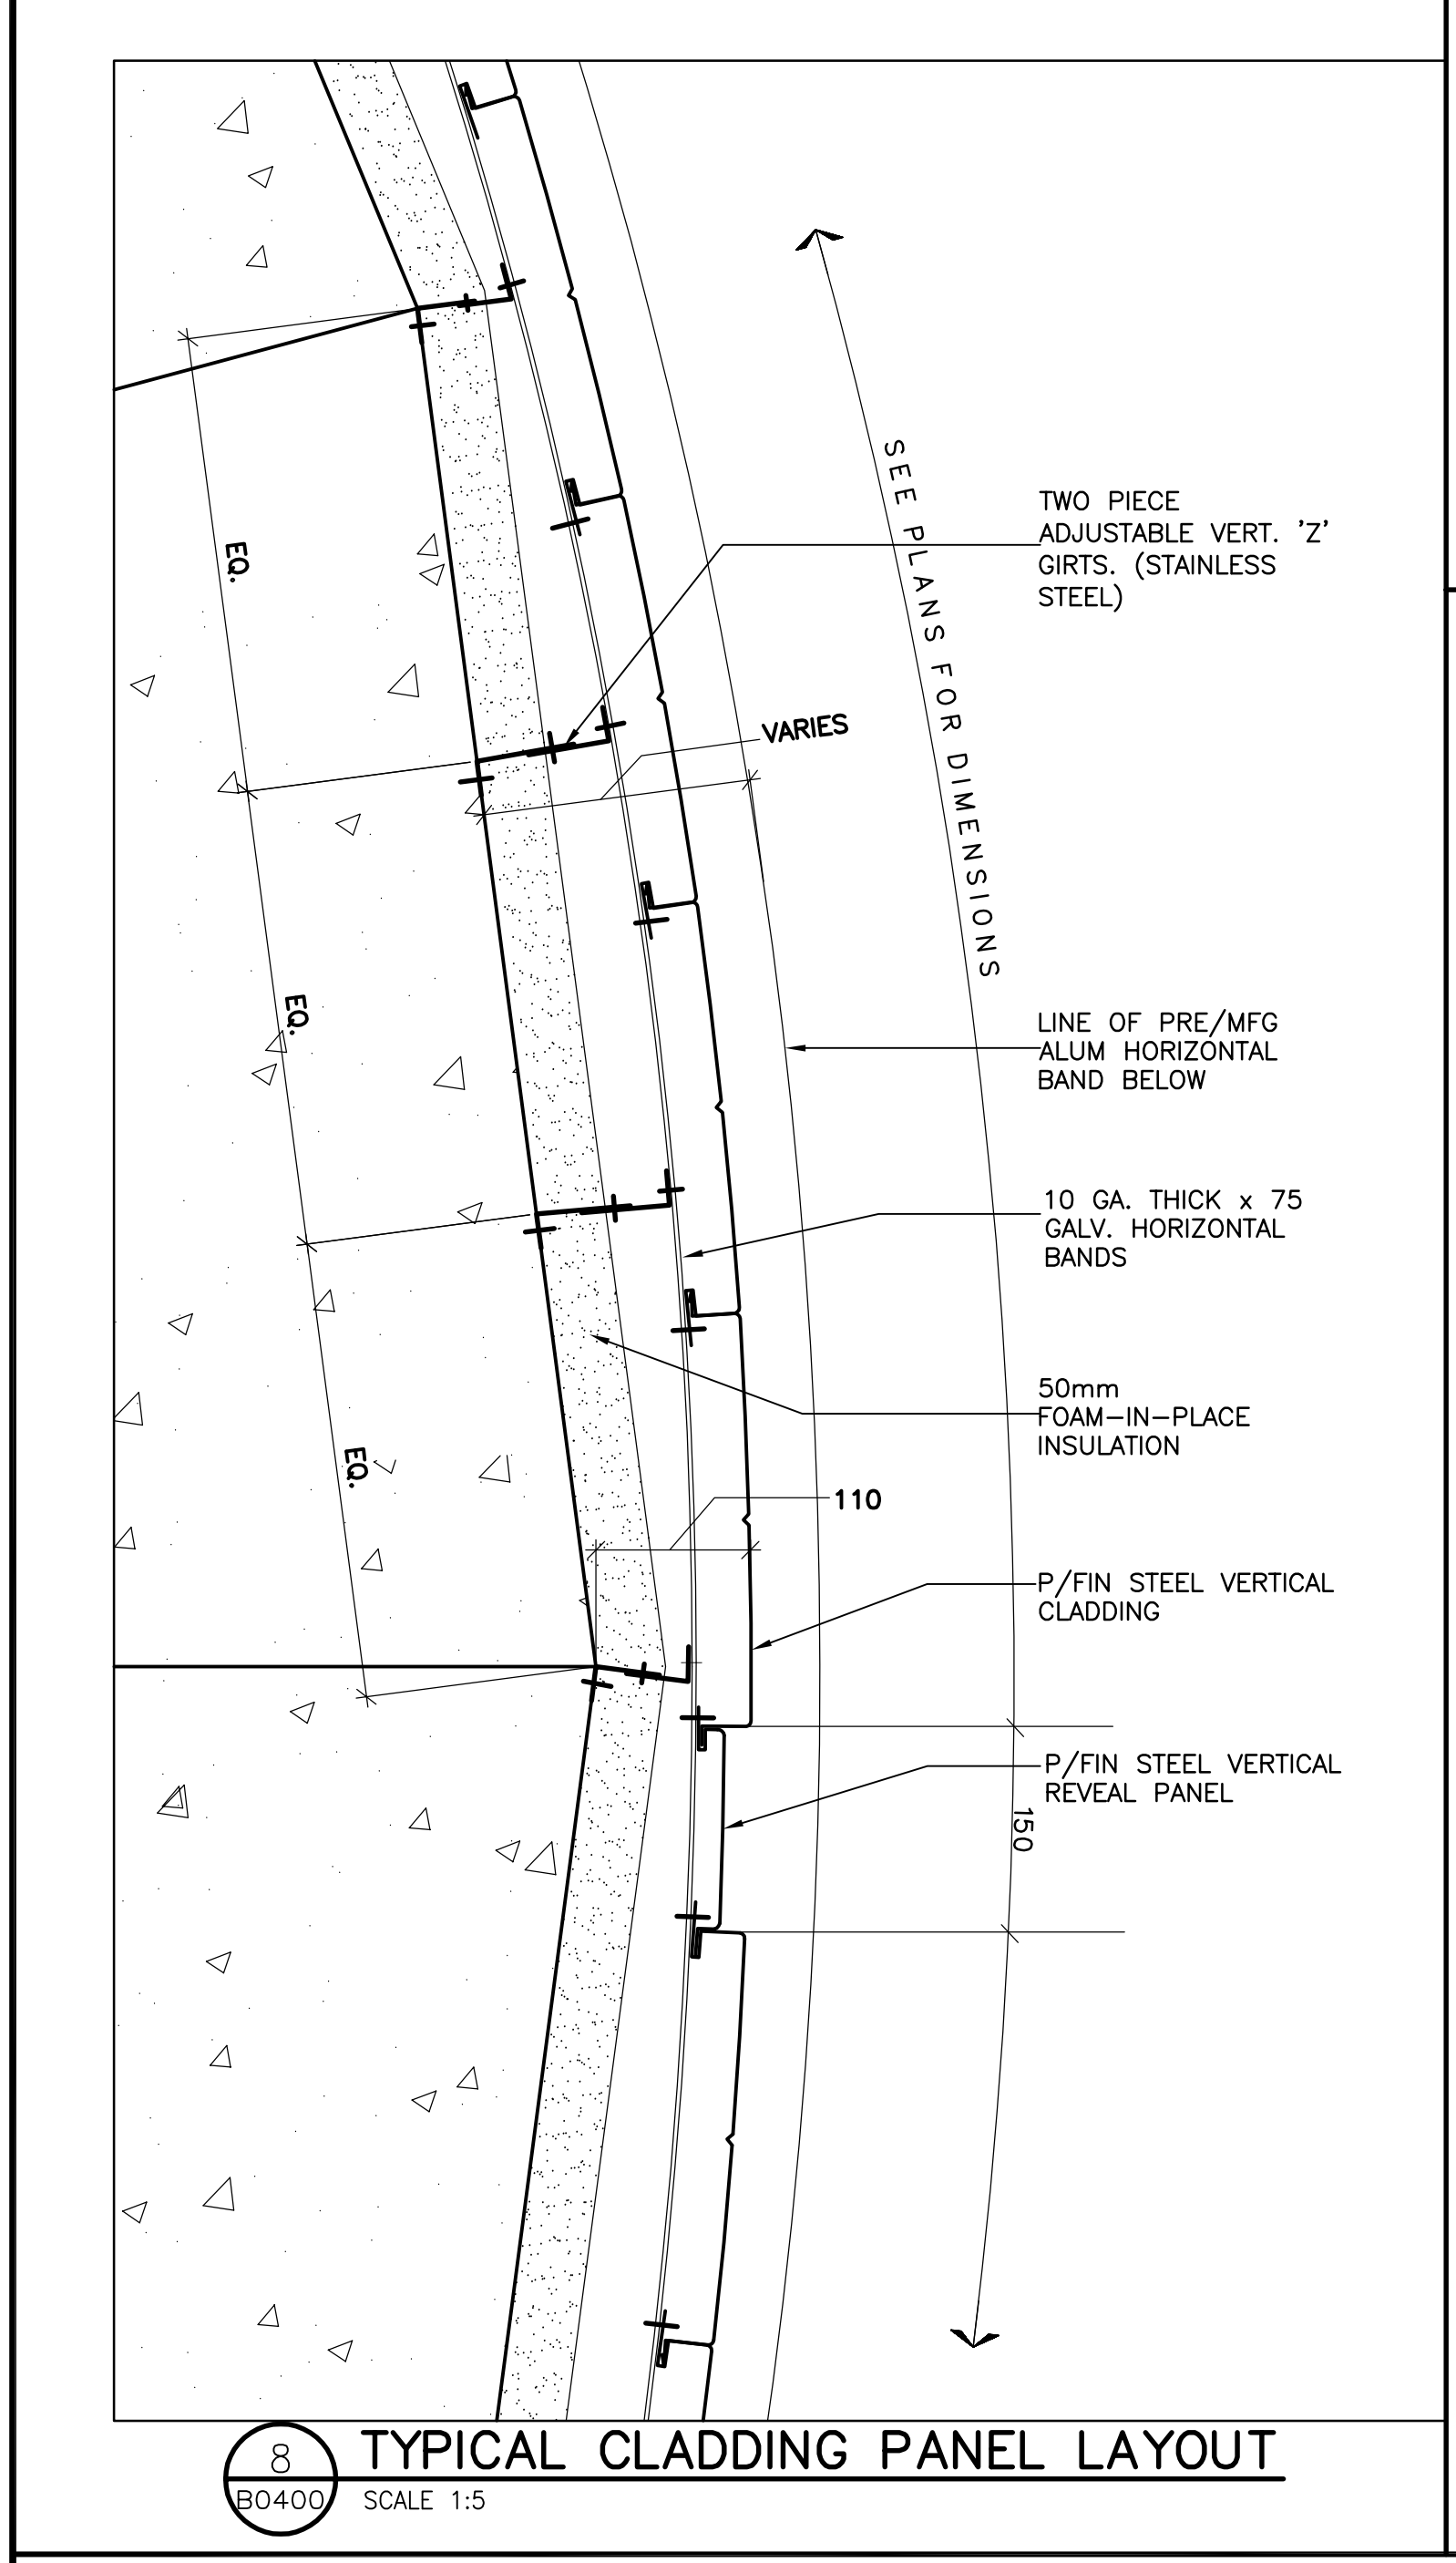 TWO PIECE
ADJUSTABLE VERT. 'Z'
GIRTS. (STAINLESS
STEEL)
SEE PLANS FOR DIMENSIONS
EQ.
VARIES
EQ.
LINE OF PRE/MFG
ALUM HORIZONTAL
BAND BELOW
10 GA. THICK x 75
GALV. HORIZONTAL
BANDS
50mm
FOAM-IN-PLACE
INSULATION
EQ.
110
P/FIN STEEL VERTICAL
CLADDING
P/FIN STEEL VERTICAL
REVEAL PANEL
150
8
B0400
TYPICAL CLADDING PANEL LAYOUT
SCALE 1:5